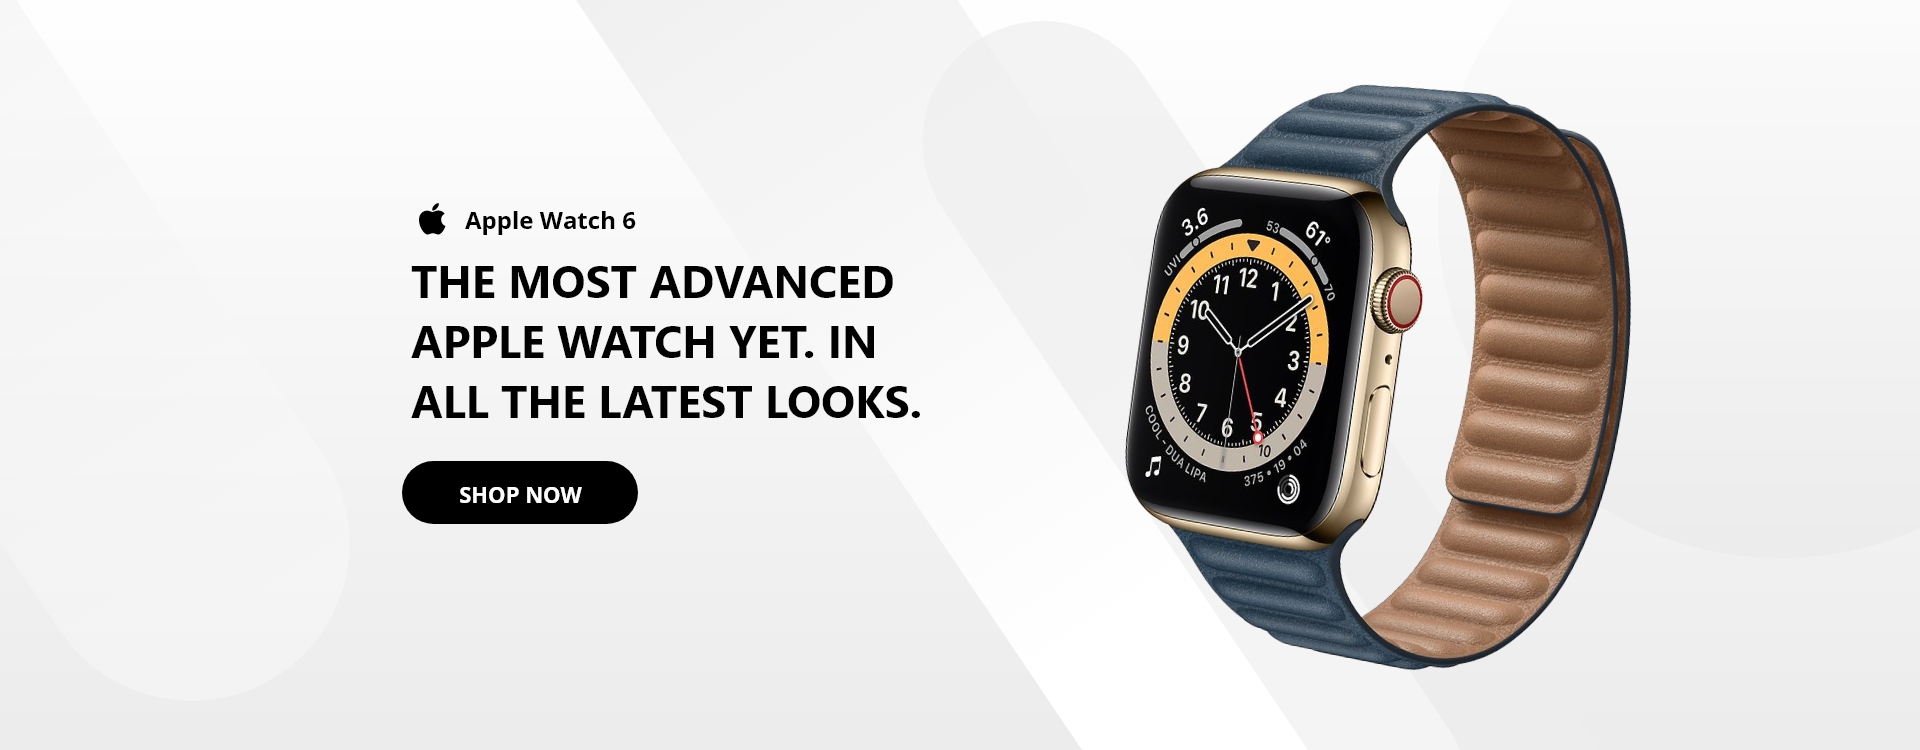 Apple Watch 6
THE MOST ADVANCED
APPLE WATCH YET. IN
ALL THE LATEST LOOKS.
SHOP NOW
3.6
UVI
53
61°
70
11 12 1
10 2
9 3
8 4
7 6 5
10
COOL - DUA LIPA
375 • 19 • 04